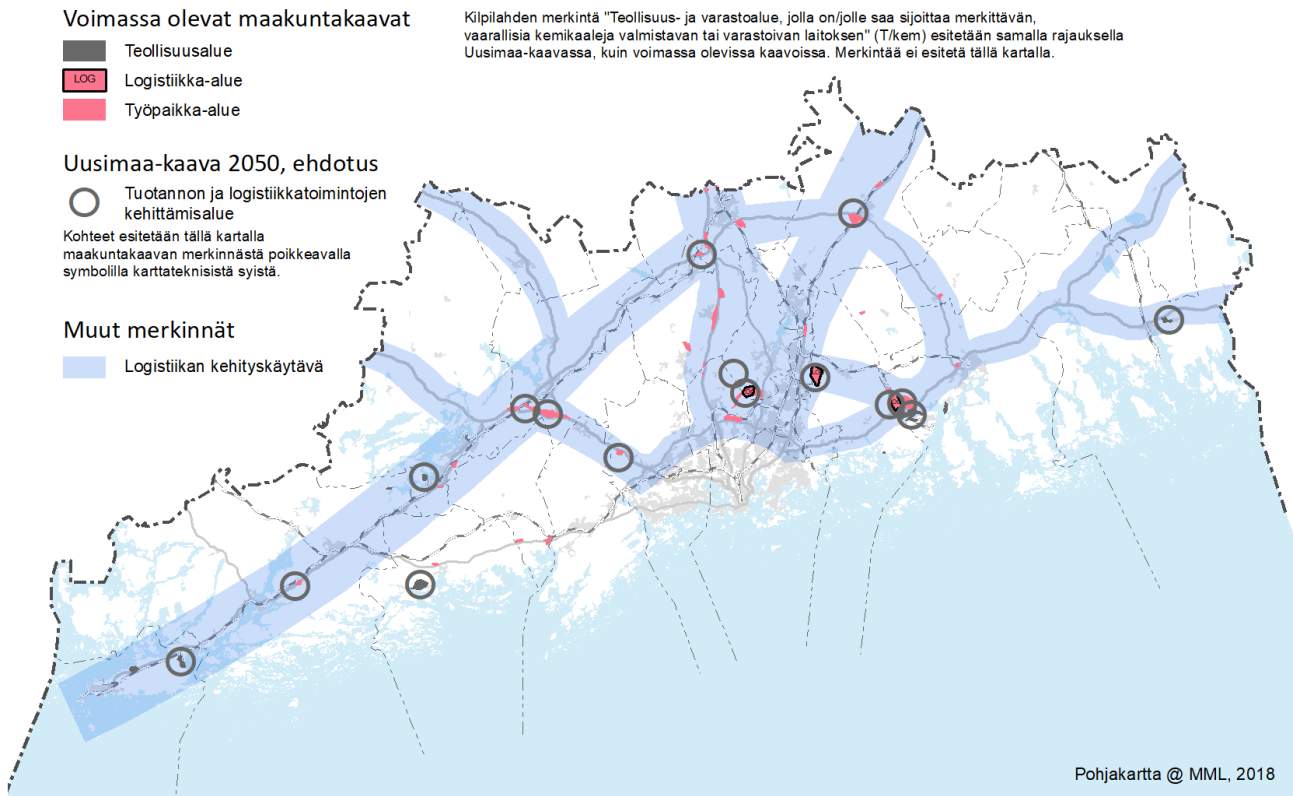 Voimassa olevat maakuntakaavat
Teollisuusalue
LOG
Logistiikka-alue
Työpaikka-alue
Uusimaa-kaava 2050, ehdotus
Tuotannon ja logistiikkatoimintojen
kehittämisalue
Kohteet esitetään tällä kartalla
maakuntakaavan merkinnästä poikkeavalla
symbolilla karttateknisistä syistä.
Muut merkinnät
Logistiikan kehityskäytävä
Kilpilahden merkintä "Teollisuus- ja varastoalue, jolla on/jolle saa sijoittaa merkittävän,
vaarallisia kemikaaleja valmistavan tai varastoivan laitoksen" (T/kem) esitetään samalla rajauksella
Uusimaa-kaavassa, kuin voimassa olevissa kaavoissa. Merkintää ei esitetä tällä kartalla.
Pohjakartta @ MML, 2018